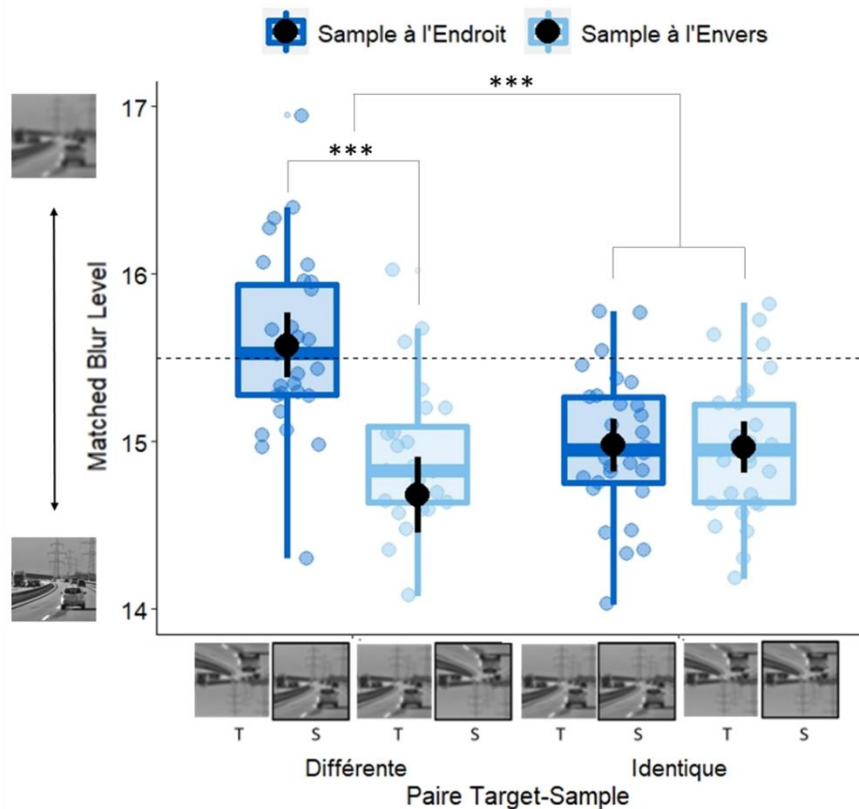 Sample à l'Endroit Sample à l'Envers
***
***
17
16
15
14
Matched Blur Level
T S T S T S T S
Différente Identique
Paire Target-Sample